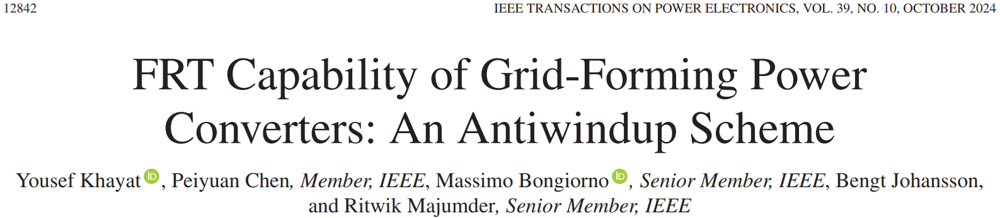 12842 IEEE TRANSACTIONS ON POWER ELECTRONICS, VOL. 39, NO. 10, OCTOBER 2024
FRT Capability of Grid-Forming Power
Converters: An Antiwindup Scheme
Yousef Khayat iD, Peiyuan Chen, Member, IEEE, Massimo Bongiorno iD, Senior Member, IEEE, Bengt Johansson,
and Ritwik Majumder, Senior Member, IEEE